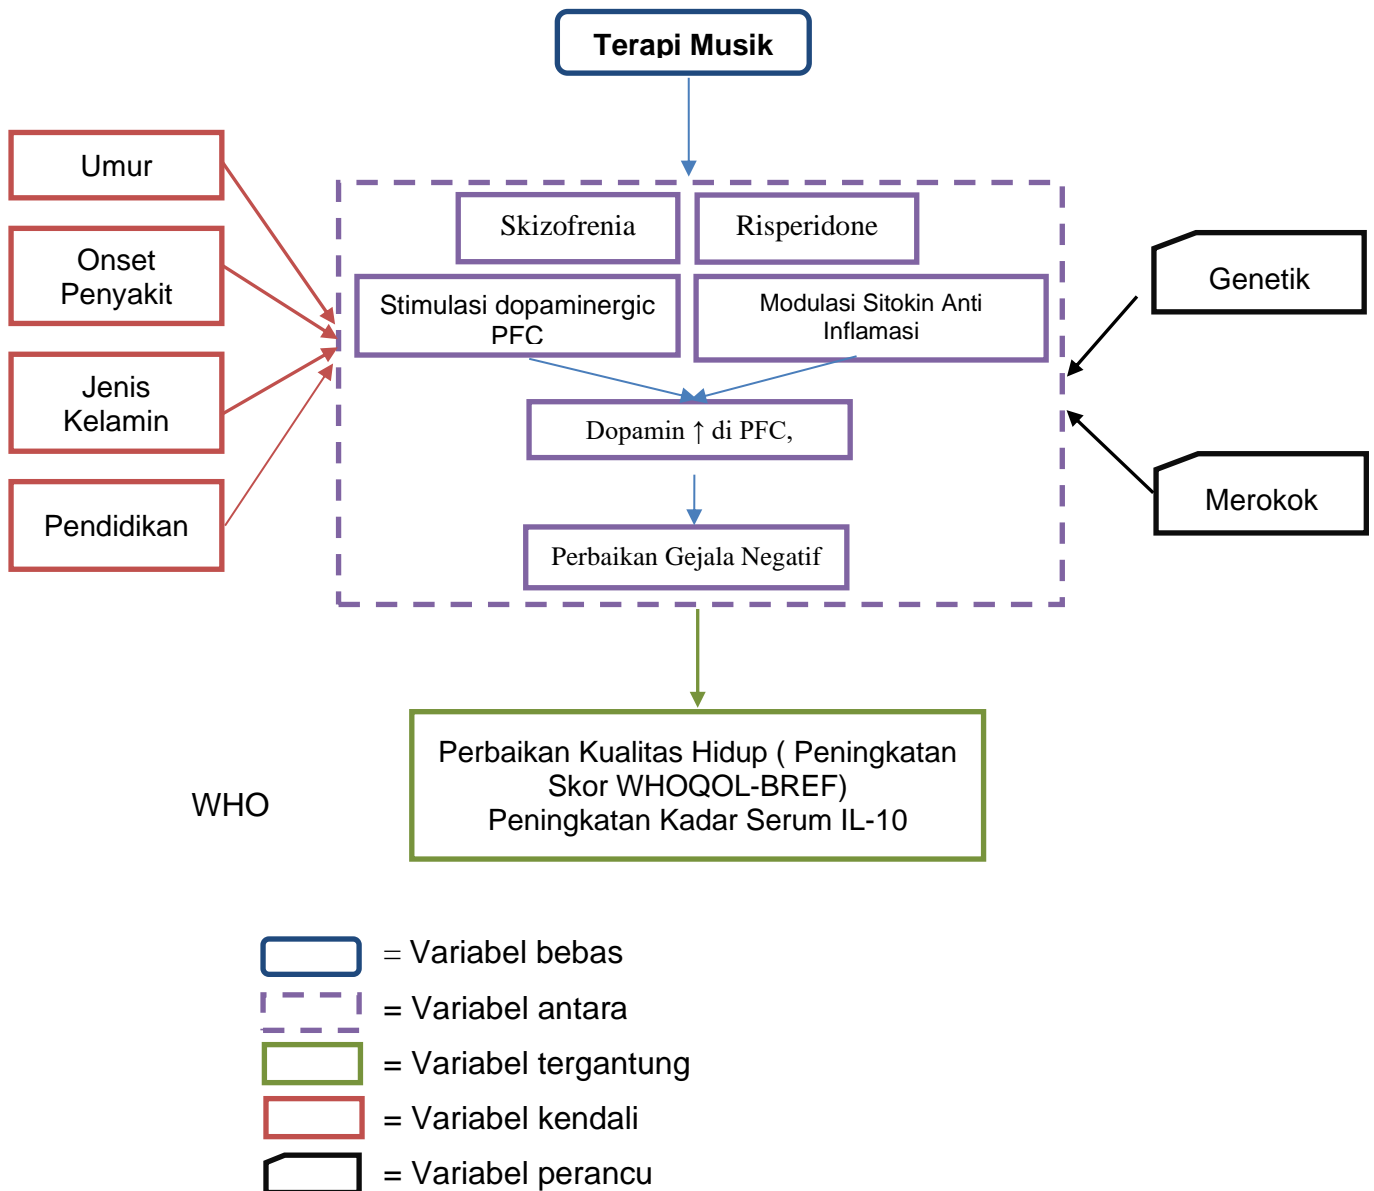 Terapi Musik
Umur
Onset
Penyakit
Jenis
Kelamin
Pendidikan
Skizofrenia
Risperidone
Stimulasi dopaminergic
PFC
Modulasi Sitokin Anti
Inflamasi
Dopamin ↑ di PFC,
Perbaikan Gejala Negatif
Genetik
Merokok
Perbaikan Kualitas Hidup ( Peningkatan
Skor WHOQOL-BREF)
Peningkatan Kadar Serum IL-10
WHO
= Variabel bebas
= Variabel antara
= Variabel tergantung
= Variabel kendali
= Variabel perancu